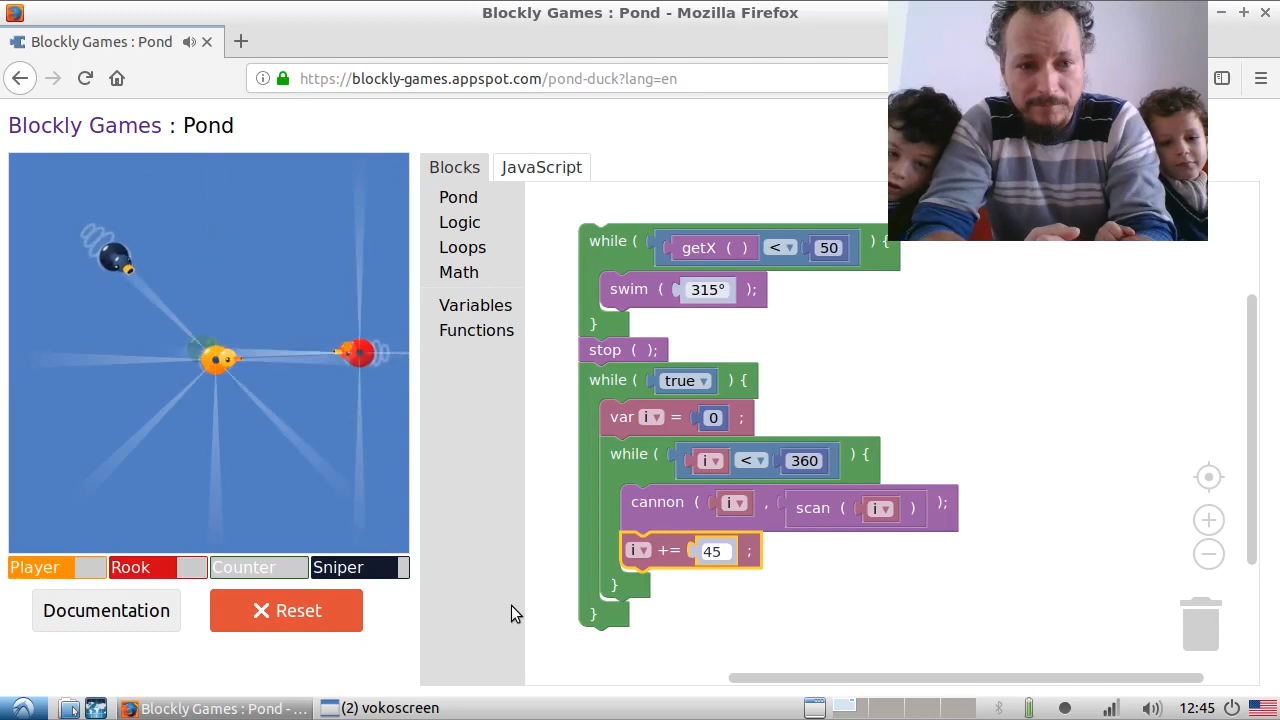 Blockly Games : Pond - Mozilla Firefox
Blockly Games : Pond
https://blockly-games.appspot.com/pond-duck?lang=en
Blockly Games : Pond
Blocks
JavaScript
Pond
Logic
Loops
Math
Variables
Functions
while ( getX ( ) < 50 ) {
swim ( 315° );
}
stop ( );
while ( true ) {
var i = 0 ;
while ( i < 360 ) {
cannon ( i , scan ( i ) );
i += 45 ;
}
}
Player
Rook
Counter
Sniper
Documentation
Reset
Blockly Games : Pond - ...
(2) vokoscreen
12:45